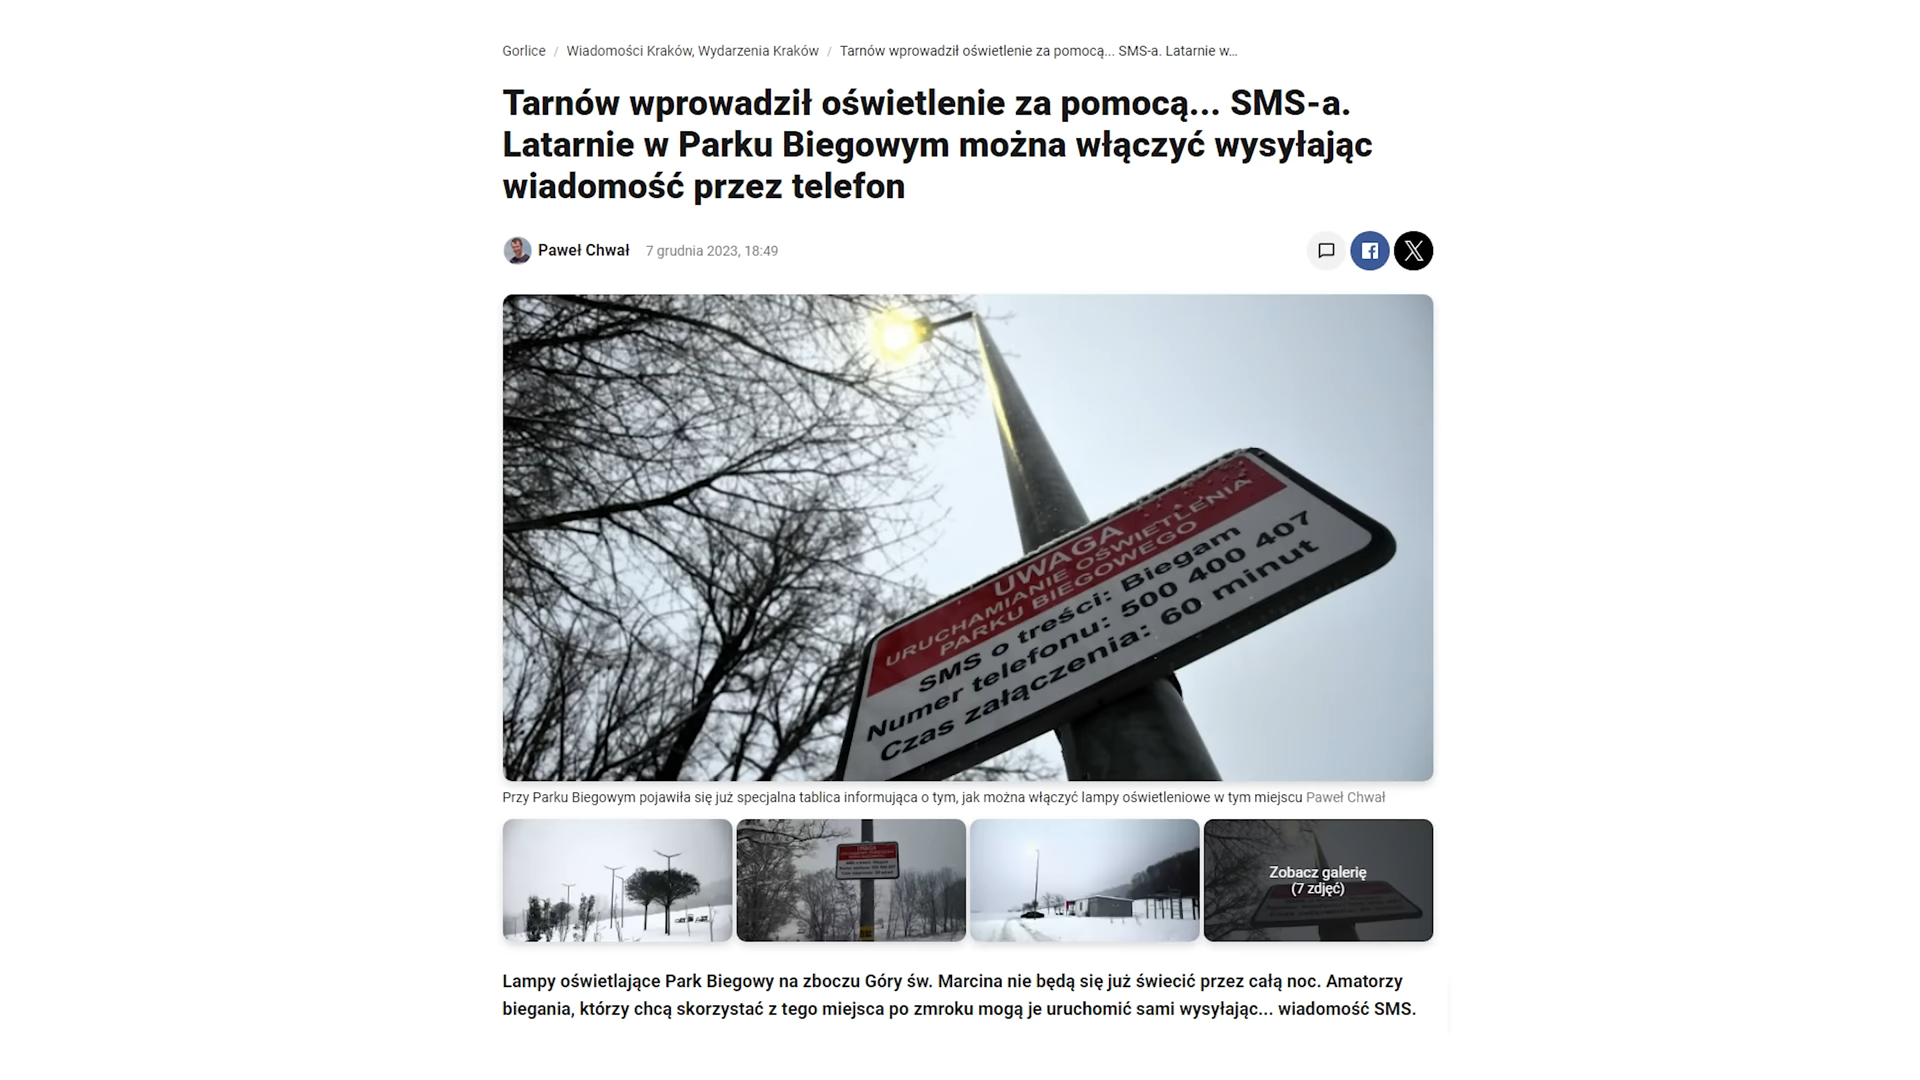 Gorlice / Wiadomości Kraków, Wydarzenia Kraków / Tarnów wprowadził oświetlenie za pomocą... SMS-a. Latarnie w...
Tarnów wprowadził oświetlenie za pomocą... SMS-a.
Latarnie w Parku Biegowym można włączyć wysyłając
wiadomość przez telefon
Paweł Chwał 7 grudnia 2023, 18:49
UWAGA
URUCHAMIANIE OŚWIETLENIA
PARKU BIEGOWEGO
SMS o treści: Biegam
Numer telefonu: 500 400 407
Czas załączenia: 60 minut
Przy Parku Biegowym pojawiła się już specjalna tablica informująca o tym, jak można włączyć lampy oświetleniowe w tym miejscu Paweł Chwał
UWAGA
Zobacz galerię
(7 zdjęć)
Lampy oświetlające Park Biegowy na zboczu Góry św. Marcina nie będą się już świecić przez całą noc. Amatorzy
biegania, którzy chcą skorzystać z tego miejsca po zmroku mogą je uruchomić sami wysyłając... wiadomość SMS.